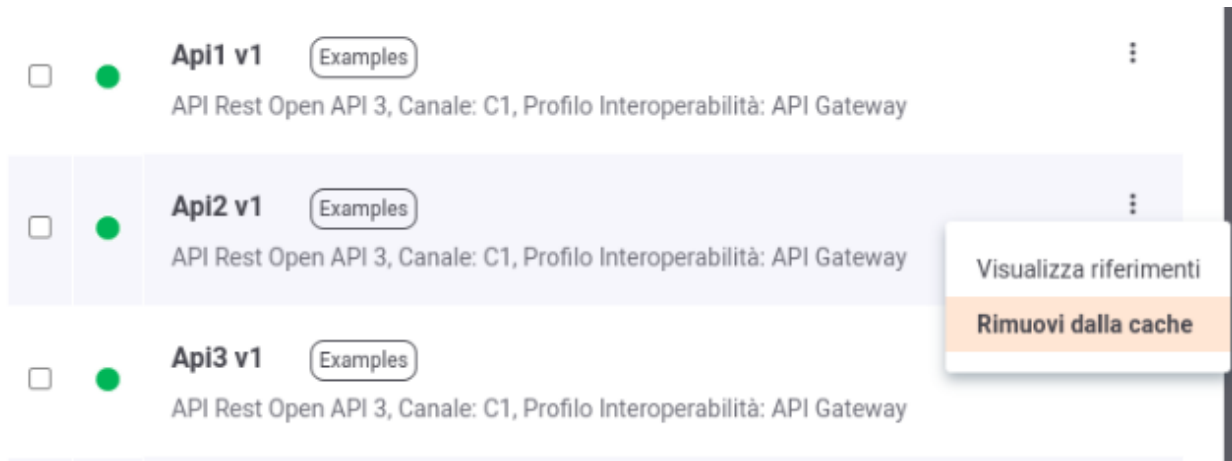 Api1 v1 Examples
API Rest Open API 3, Canale: C1, Profilo Interoperabilità: API Gateway
Api2 v1 Examples
API Rest Open API 3, Canale: C1, Profilo Interoperabilità: API Gateway
Visualizza riferimenti
Rimuovi dalla cache
Api3 v1 Examples
API Rest Open API 3, Canale: C1, Profilo Interoperabilità: API Gateway